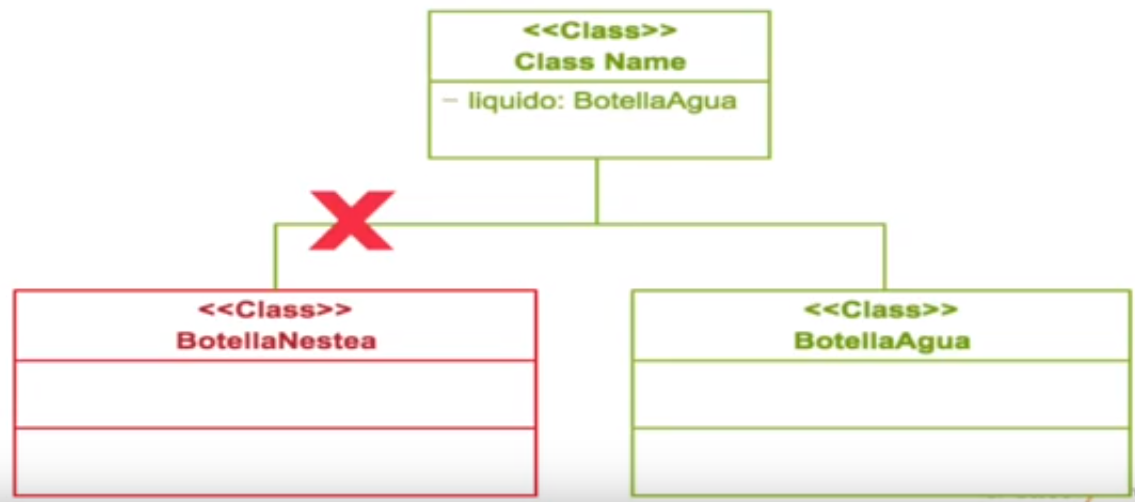 <<Class>>
Class Name
- liquido: BotellaAgua
<<Class>>
BotellaNestea
<<Class>>
BotellaAgua